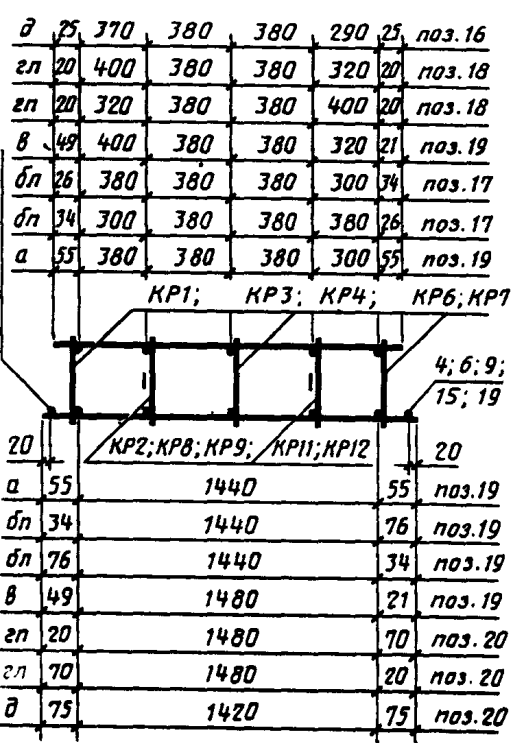 д 25 370 380 380 290 25 поз.16
гл 20 400 380 380 320 20 поз.18
гп 20 320 380 380 400 20 поз.18
в 49 400 380 380 320 21 поз.19
бл 26 380 380 380 300 34 поз.17
бп 34 300 380 380 380 26 поз.17
а 55 380 380 380 300 55 поз.19
КР1; КР3; КР4; КР6; КР7
4; 6; 9;
15; 19
20 КР2; КР8; КР9; КР11; КР12 20
а 55 1440 55 поз.19
бп 34 1440 76 поз.19
бл 76 1440 34 поз.19
в 49 1480 21 поз.19
гп 20 1480 70 поз.20
гл 70 1480 20 поз.20
д 75 1420 75 поз.20